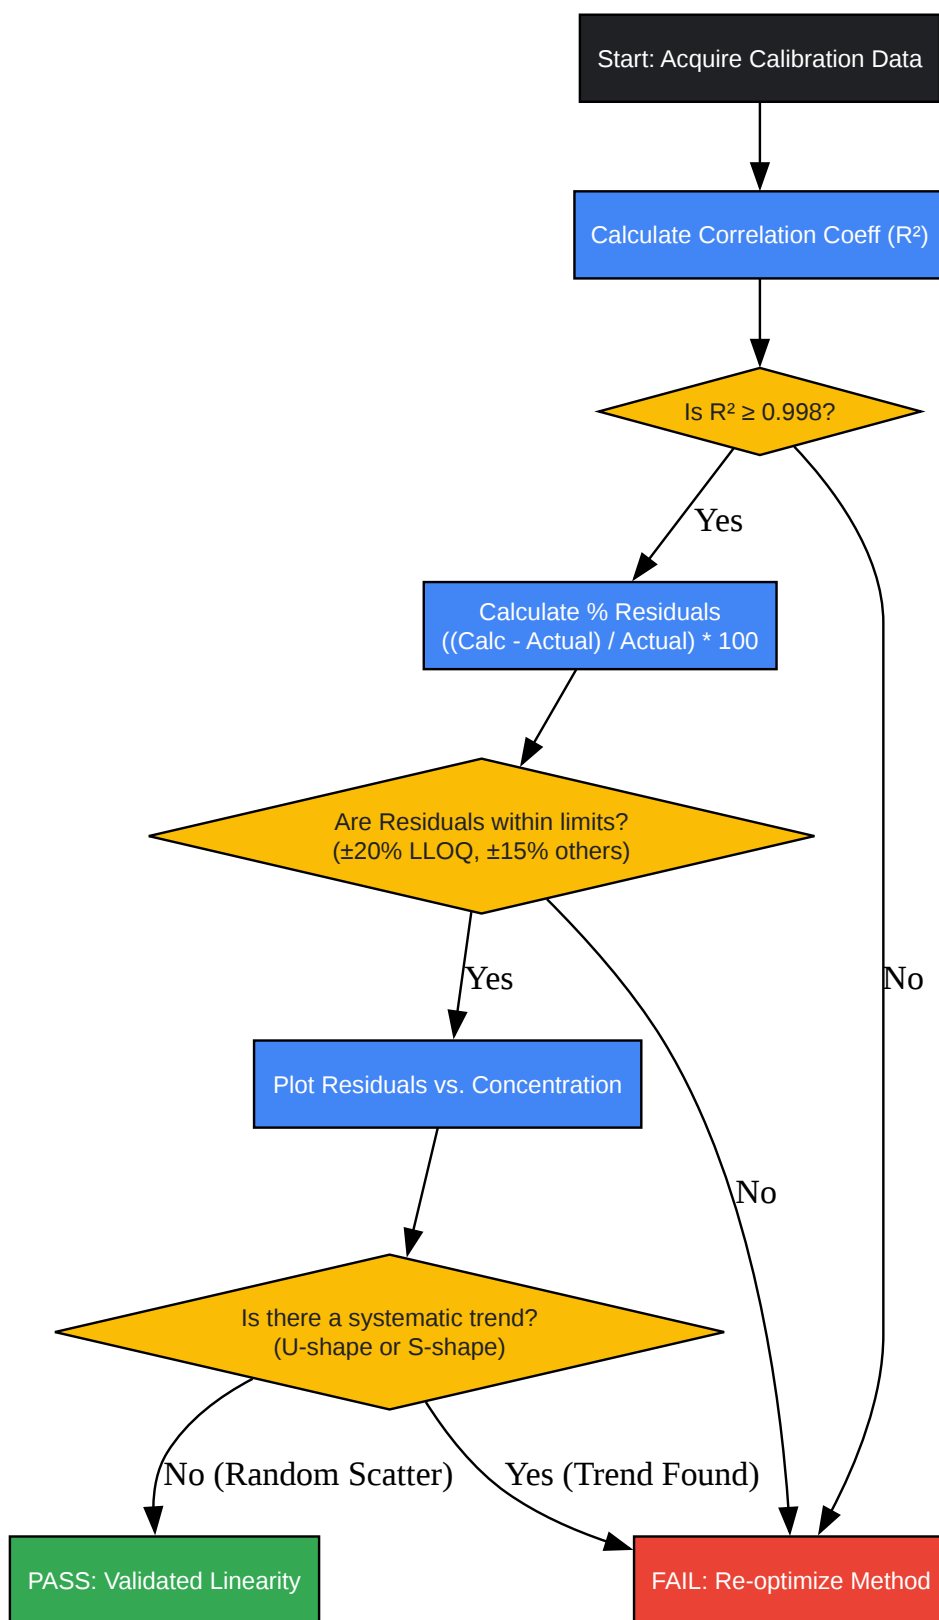 Start: Acquire Calibration Data
Calculate Correlation Coeff (R²)
Is R² ≥ 0.998?
Yes
Calculate % Residuals
((Calc - Actual) / Actual) * 100
Are Residuals within limits?
(±20% LLOQ, ±15% others)
Yes
No
Plot Residuals vs. Concentration
No
Is there a systematic trend?
(U-shape or S-shape)
No (Random Scatter)
Yes (Trend Found)
PASS: Validated Linearity
FAIL: Re-optimize Method